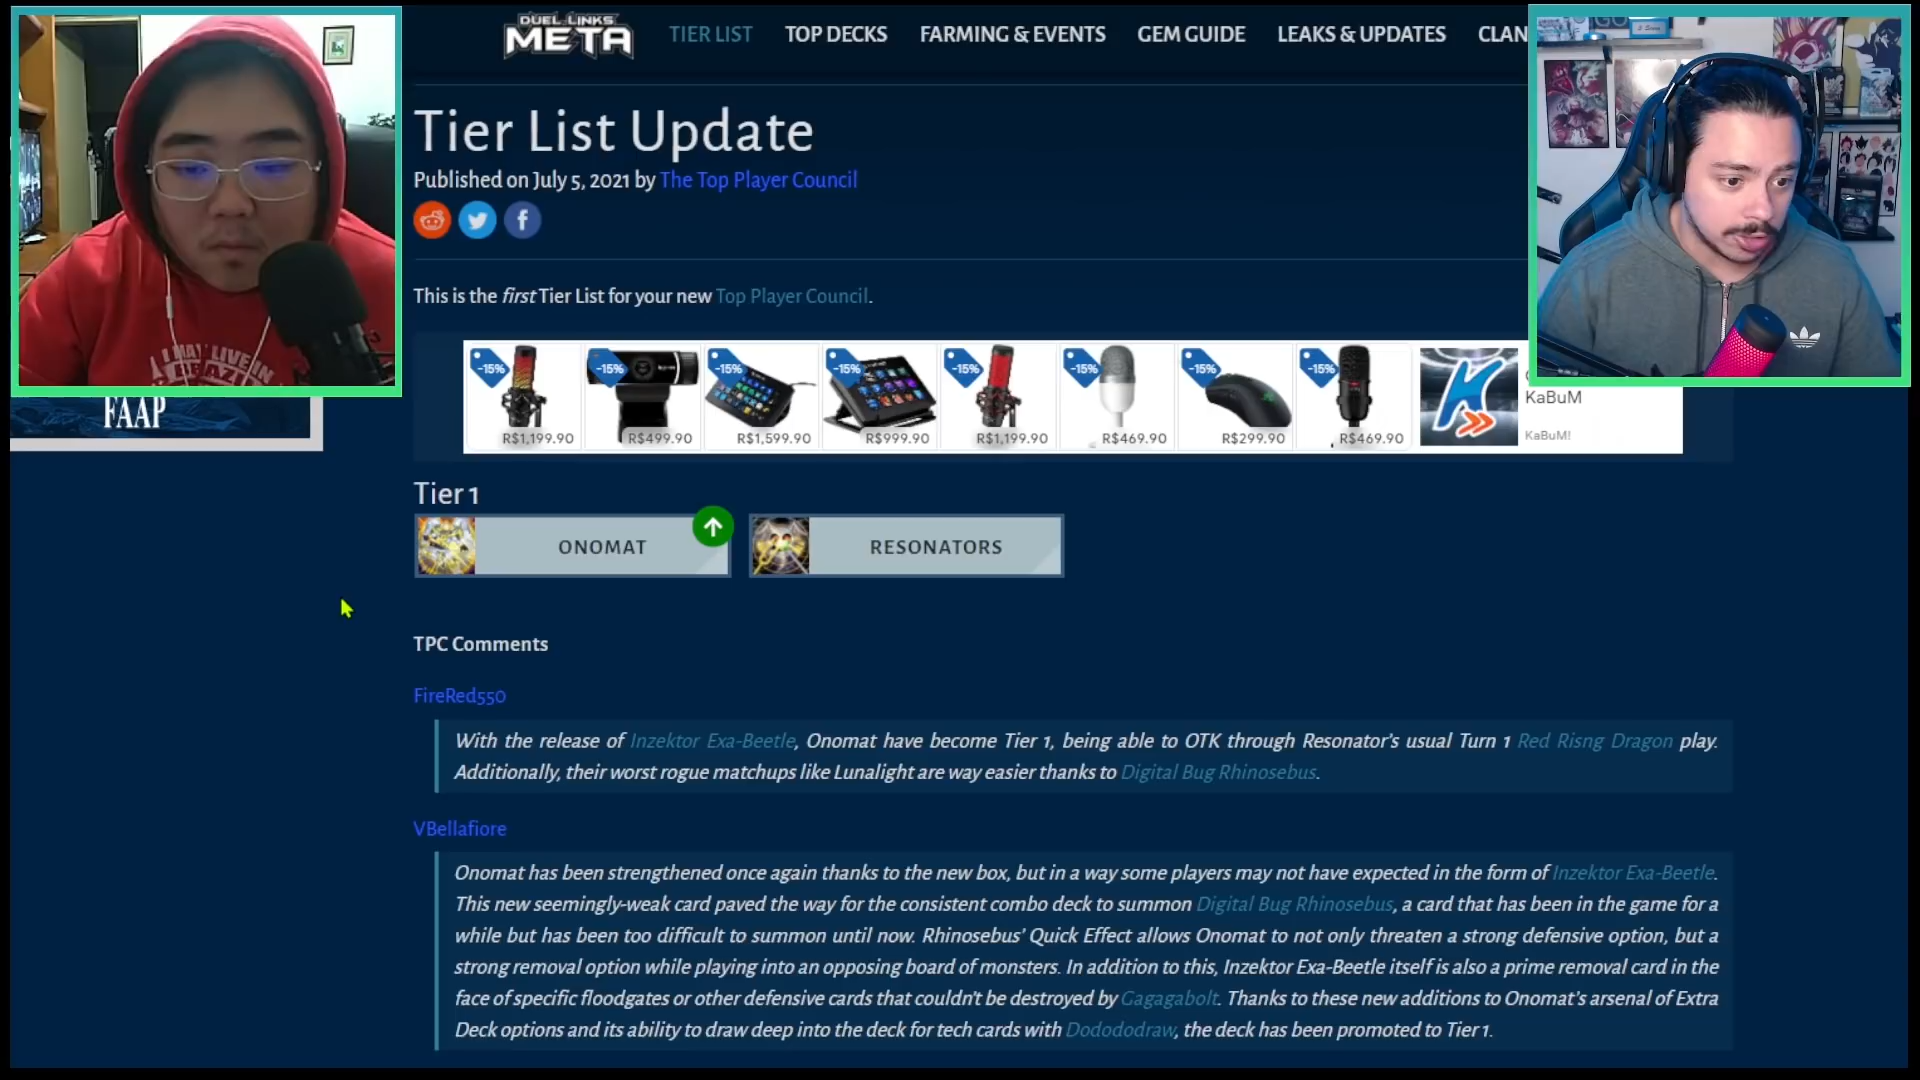 DUEL LINKS
META
TIER LIST
TOP DECKS
FARMING & EVENTS
GEM GUIDE
LEAKS & UPDATES
CLAN
Tier List Update
Published on July 5, 2021 by The Top Player Council
This is the first Tier List for your new Top Player Council.
-15% -15% -15% -15% -15% -15% -15% -15%
R$1,199.90 R$499.90 R$1,599.90 R$999.90 R$1,199.90 R$469.90 R$299.90 R$469.90
KaBuM
KaBuM!
I MAY LIVE IN
FAAP
Tier 1
ONOMAT
RESONATORS
TPC Comments
FireRed550
With the release of Inzektor Exa-Beetle, Onomat have become Tier 1, being able to OTK through Resonator's usual Turn 1 Red Risng Dragon play.
Additionally, their worst rogue matchups like Lunalight are way easier thanks to Digital Bug Rhinosebus.
VBellafiore
Onomat has been strengthened once again thanks to the new box, but in a way some players may not have expected in the form of Inzektor Exa-Beetle.
This new seemingly-weak card paved the way for the consistent combo deck to summon Digital Bug Rhinosebus, a card that has been in the game for a
while but has been too difficult to summon until now. Rhinosebus' Quick Effect allows Onomat to not only threaten a strong defensive option, but a
strong removal option while playing into an opposing board of monsters. In addition to this, Inzektor Exa-Beetle itself is also a prime removal card in the
face of specific floodgates or other defensive cards that couldn't be destroyed by Gagagabolt. Thanks to these new additions to Onomat's arsenal of Extra
Deck options and its ability to draw deep into the deck for tech cards with Dodododraw, the deck has been promoted to Tier 1.